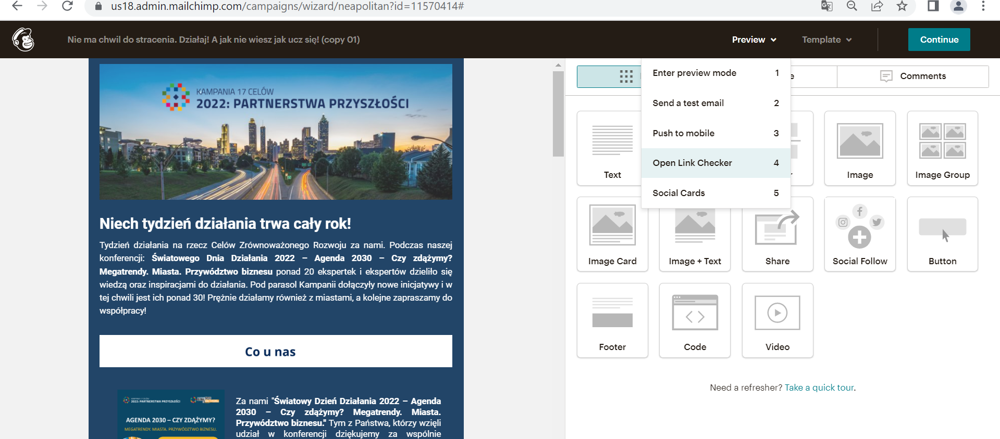 us18.admin.mailchimp.com/campaigns/wizard/neapolitan?id=11570414#
Nie ma chwil do stracenia. Działaj! A jak nie wiesz jak ucz się! (copy 01)
Preview
Template
Continue
Enter preview mode 1
Send a test email 2
Push to mobile 3
Open Link Checker 4
Social Cards 5
Comments
KAMPANIA 17 CELÓW
2022: PARTNERSTWA PRZYSZŁOŚCI
Niech tydzień działania trwa cały rok!
Tydzień działania na rzecz Celów Zrównoważonego Rozwoju za nami. Podczas naszej
konferencji: Światowego Dnia Działania 2022 – Agenda 2030 – Czy zdążymy?
Megatrendy. Miasta. Przywództwo biznesu ponad 20 ekspertek i ekspertów dzieliło się
wiedzą oraz inspiracjami do działania. Pod parasol Kampanii dołączyły nowe inicjatywy i w
tej chwili jest ich ponad 30! Prężnie działamy również z miastami, a kolejne zapraszamy do
współpracy!
Co u nas
KAMPANIA 17 CELÓW
2022: PARTNERSTWA PRZYSZŁOŚCI
AGENDA 2030 – CZY ZDĄŻYMY?
MEGATRENDY. MIASTA. PRZYWÓDZTWO BIZNESU.
Za nami "Światowy Dzień Działania 2022 – Agenda
2030 – Czy zdążymy? Megatrendy. Miasta.
Przywództwo biznesu." Tym z Państwa, którzy wzięli
udział w konferencji dziękujemy za wspólnie
Text
Image
Image Group
Image Card
Image + Text
Share
Social Follow
Button
Footer
Code
Video
Need a refresher? Take a quick tour.